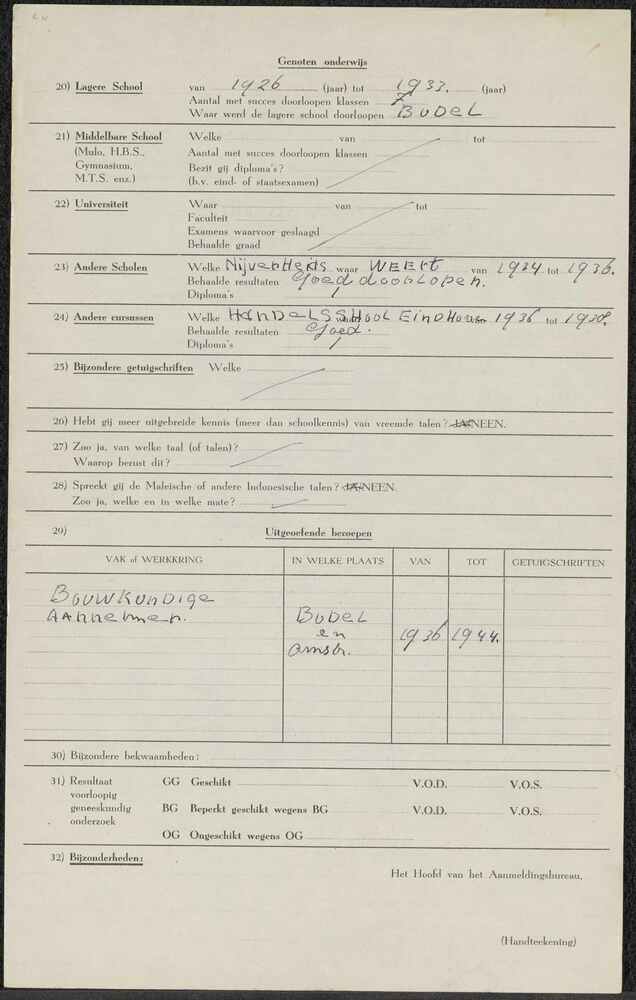 Genoten onderwijs
20) Lagere School van 1926 (jaar) tot 1933. (jaar)
Aantal met succes doorloopen klassen 7
Waar werd de lagere school doorloopen BUDEL
21) Middelbare School Welke van tot
(Mulo, H.B.S., Aantal met succes doorloopen klassen
Gymnasium, Bezit gij diploma's?
M.T.S. enz.) (b.v. eind- of staatsexamen)
22) Universiteit Waar van tot
Faculteit
Examens waarvoor geslaagd
Behaalde graad
23) Andere Scholen Welke NijverHeids waar WEERt van 1934 tot 1936.
Behaalde resultaten Goed doorlopen.
Diploma's
24) Andere cursussen Welke HANDELSSHOOL EindHoven 1936 tot 1938.
Behaalde resultaten Goed.
Diploma's
25) Bijzondere getuigschriften Welke
26) Hebt gij meer uitgebreide kennis (meer dan schoolkennis) van vreemde talen? JA/NEEN.
27) Zoo ja, van welke taal (of talen)?
Waarop berust dit?
28) Spreekt gij de Maleische of andere Indonesische talen? JA/NEEN.
Zoo ja, welke en in welke mate?
29) Uitgeoefende beroepen
VAK of WERKKRING IN WELKE PLAATS VAN TOT GETUIGSCHRIFTEN
BOUWKUNDIGE
AANNEMER. BUDEL
en 1936 1944.
Amstr.
30) Bijzondere bekwaamheden:
31) Resultaat GG Geschikt V.O.D. V.O.S.
voorloopig
geneeskundig BG Beperkt geschikt wegens BG V.O.D. V.O.S.
onderzoek
OG Ongeschikt wegens OG
32) Bijzonderheden:
Het Hoofd van het Aanmeldingsbureau,
(Handteekening)